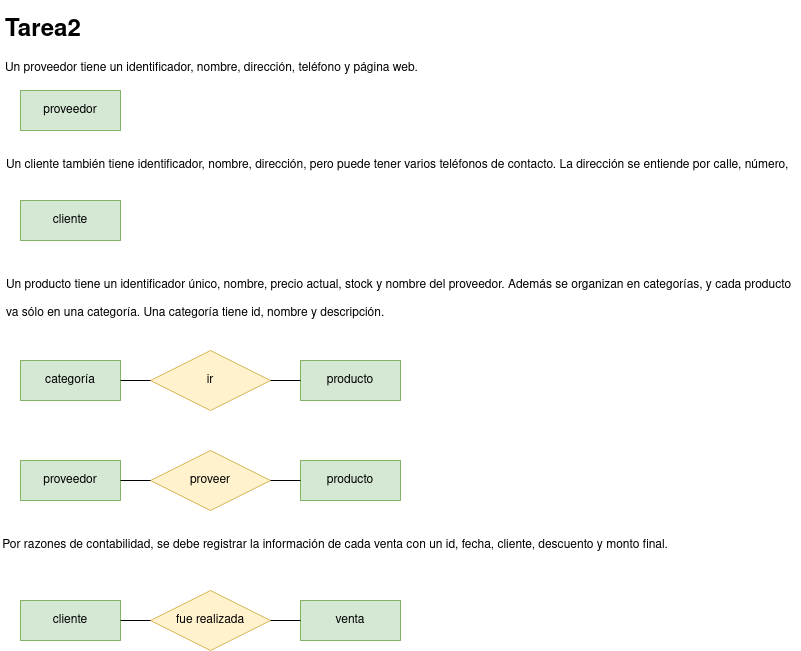 Tarea2
Un proveedor tiene un identificador, nombre, dirección, teléfono y página web.
proveedor
Un cliente también tiene identificador, nombre, dirección, pero puede tener varios teléfonos de contacto. La dirección se entiende por calle, número,
cliente
Un producto tiene un identificador único, nombre, precio actual, stock y nombre del proveedor. Además se organizan en categorías, y cada producto
va sólo en una categoría. Una categoría tiene id, nombre y descripción.
categoría ir producto
proveedor proveer producto
Por razones de contabilidad, se debe registrar la información de cada venta con un id, fecha, cliente, descuento y monto final.
cliente fue realizada venta